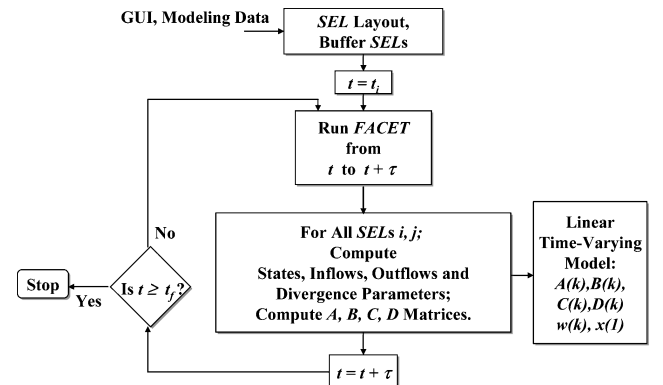 GUI, Modeling Data
SEL Layout,
Buffer SELs
t = ti
Run FACET
from
t to t + τ
No
For All SELs i, j;
Compute
States, Inflows, Outflows and
Divergence Parameters;
Compute A, B, C, D Matrices.
Linear
Time-Varying
Model:
A(k),B(k),
C(k),D(k)
w(k), x(1)
Stop
Yes
Is t ≥ tf?
t = t + τ